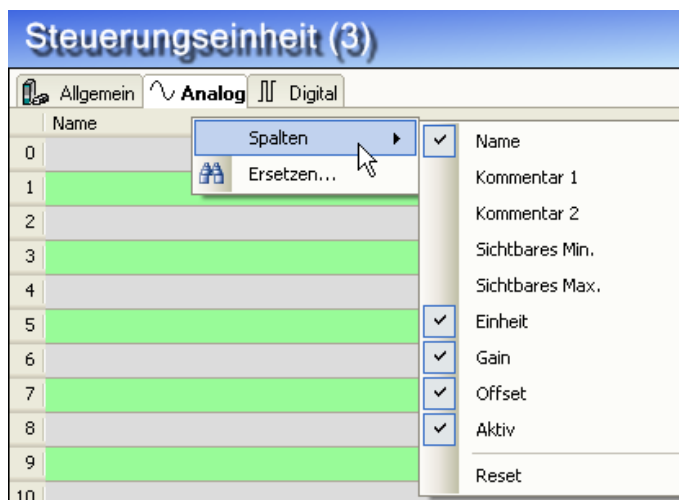 Steuerungseinheit (3)
Allgemein Analog Digital
Name
Spalten
Ersetzen...
Name
Kommentar 1
Kommentar 2
Sichtbares Min.
Sichtbares Max.
Einheit
Gain
Offset
Aktiv
Reset
0
1
2
3
4
5
6
7
8
9
10